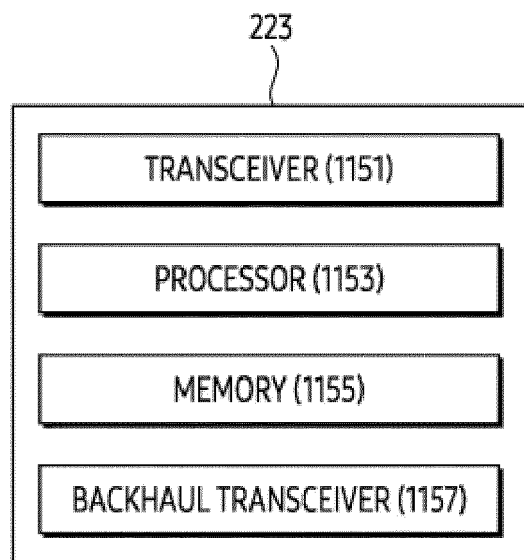 223
TRANSCEIVER (1151)
PROCESSOR (1153)
MEMORY (1155)
BACKHAUL TRANSCEIVER (1157)